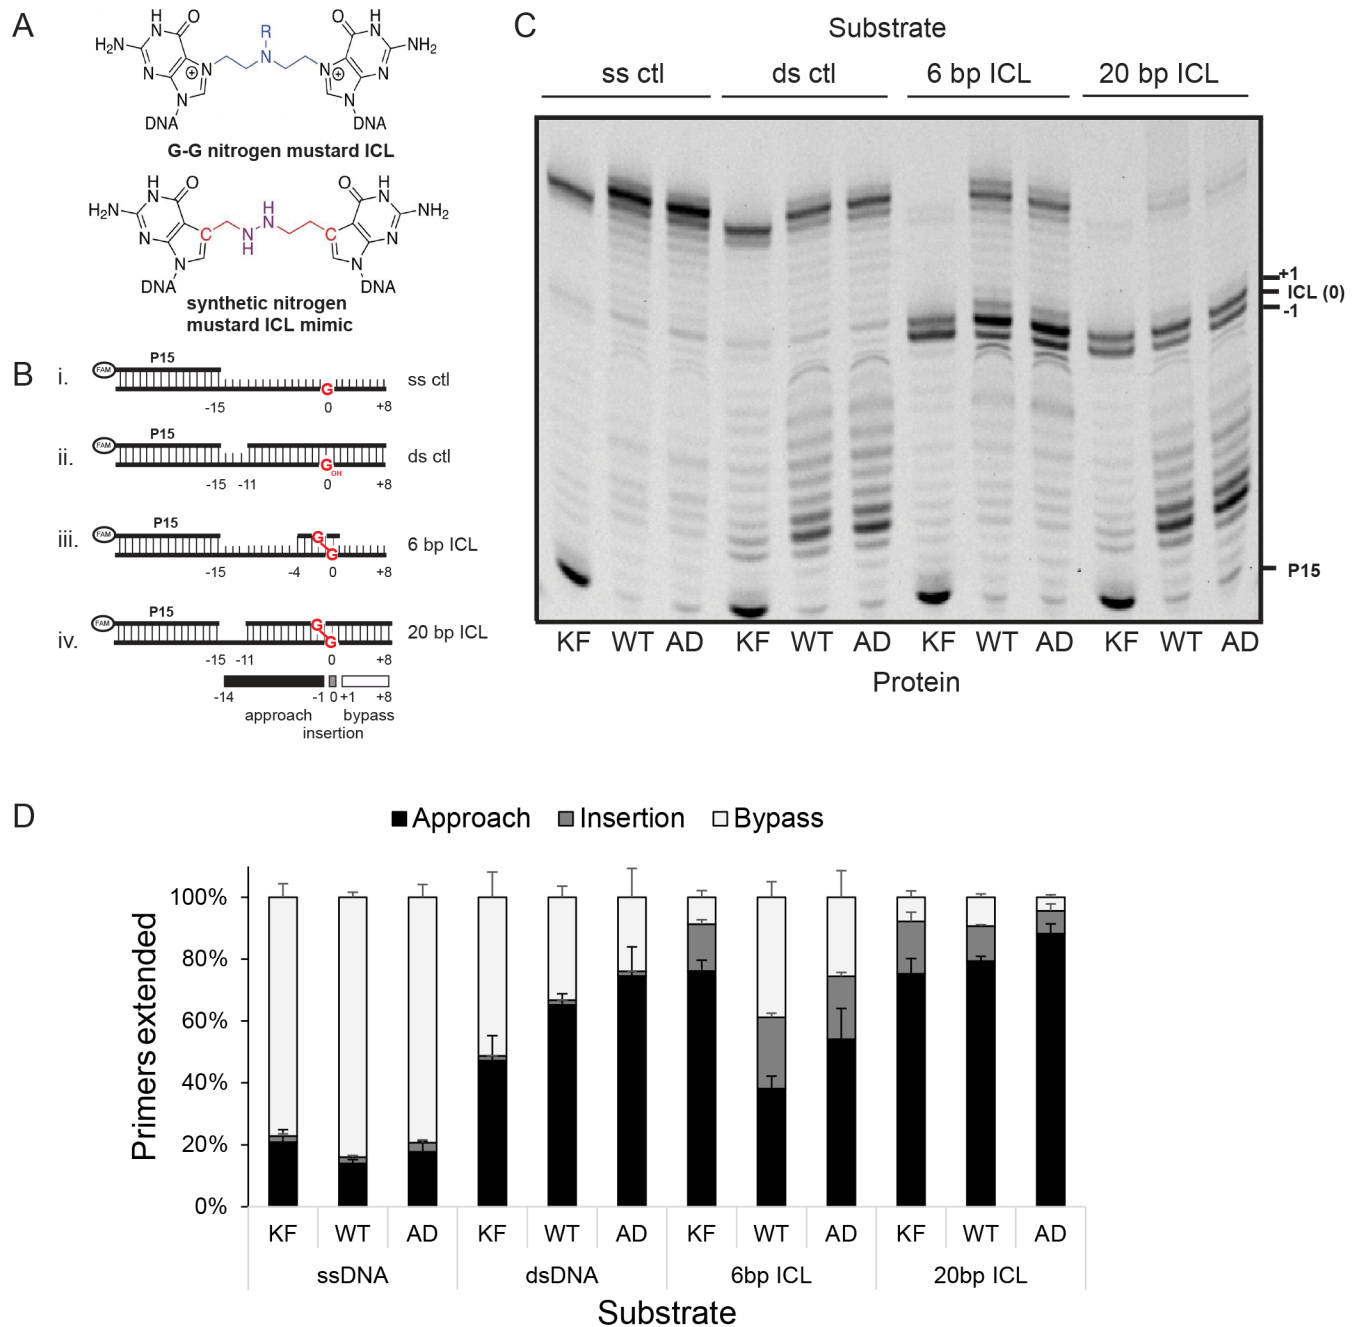 A
H
N
O
H₂N
N
N
N
⊕
DNA
R
N
O
H
N
NH₂
N
N
N
⊕
DNA
G-G nitrogen mustard ICL
H
N
O
H₂N
N
N
C
DNA
H
N
N
H
O
H
N
NH₂
N
N
C
DNA
synthetic nitrogen
mustard ICL mimic
B
i.
FAM
P15
G
ss ctl
-15 0 +8
ii.
FAM
P15
G
OH
ds ctl
-15 -11 0 +8
iii.
FAM
P15
G
G
6 bp ICL
-15 -4 0 +8
iv.
FAM
P15
G
G
20 bp ICL
-15 -11 0 +8
-14 -1 0 +1 +8
approach bypass
insertion
C
Substrate
ss ctl ds ctl 6 bp ICL 20 bp ICL
+1
ICL (0)
-1
P15
KF WT AD KF WT AD KF WT AD KF WT AD
Protein
D
Approach Insertion Bypass
Primers extended
100%
80%
60%
40%
20%
0%
KF WT AD KF WT AD KF WT AD KF WT AD
ssDNA dsDNA 6bp ICL 20bp ICL
Substrate